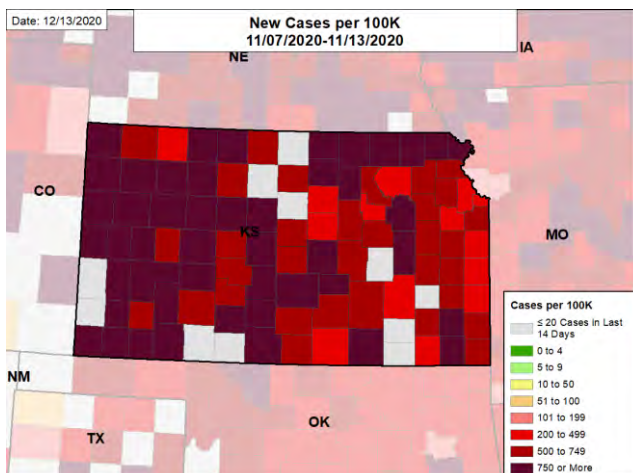 Date: 12/13/2020
New Cases per 100K
11/07/2020-11/13/2020
NE
IA
CO
KS
MO
NM
OK
TX
Cases per 100K
≤ 20 Cases in Last
14 Days
0 to 4
5 to 9
10 to 50
51 to 100
101 to 199
200 to 499
500 to 749
750 or More